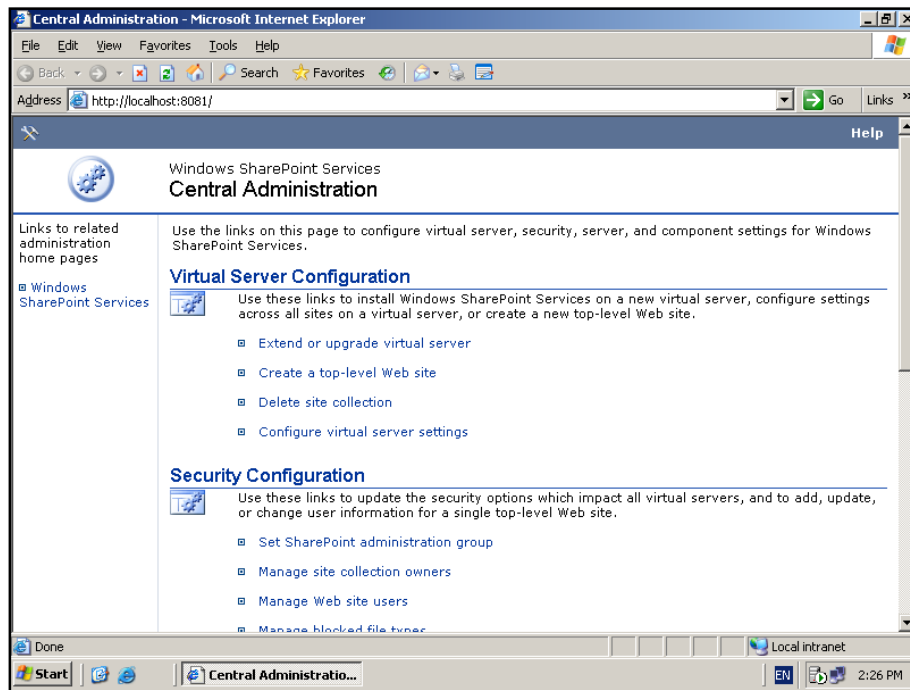 Central Administration - Microsoft Internet Explorer
File Edit View Favorites Tools Help
Back Search Favorites
Address http://localhost:8081/ Go Links »
Help
Windows SharePoint Services
Central Administration
Links to related
administration
home pages
Windows
SharePoint Services
Use the links on this page to configure virtual server, security, server, and component settings for Windows
SharePoint Services.
Virtual Server Configuration
Use these links to install Windows SharePoint Services on a new virtual server, configure settings
across all sites on a virtual server, or create a new top-level Web site.
Extend or upgrade virtual server
Create a top-level Web site
Delete site collection
Configure virtual server settings
Security Configuration
Use these links to update the security options which impact all virtual servers, and to add, update,
or change user information for a single top-level Web site.
Set SharePoint administration group
Manage site collection owners
Manage Web site users
Manage blocked file types
Done Local intranet
Start Central Administratio... EN 2:26 PM